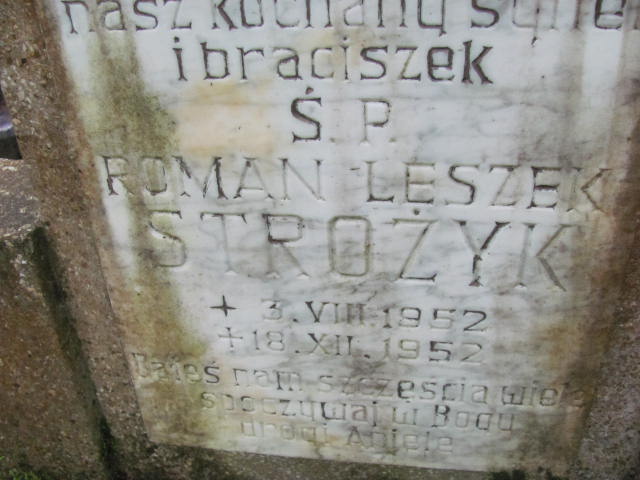 nasz kochany synek
i braciszek
Ś. P.
ROMAN LESZEK
STROŻYK
+ 3. VIII. 1952
+ 18. XII. 1952
Dałeś nam szczęścia wiele
spoczywaj w Bogu
drogi Aniele